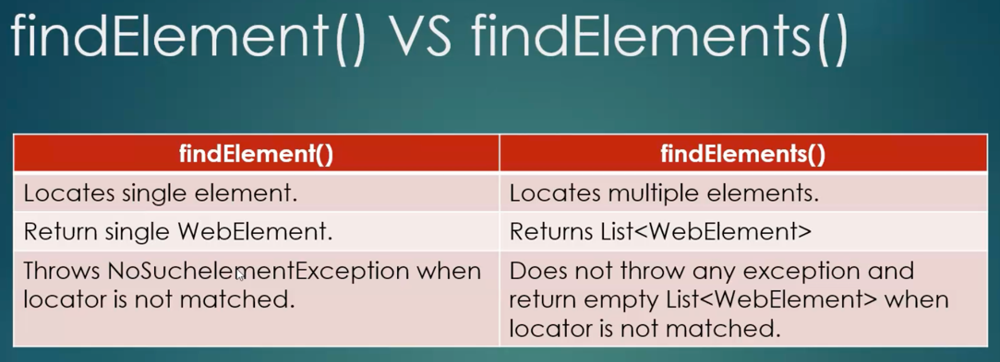 findElement() VS findElements()
findElement()
findElements()
Locates single element.
Locates multiple elements.
Return single WebElement.
Returns List<WebElement>
Throws NoSuchelementException when
locator is not matched.
Does not throw any exception and
return empty List<WebElement> when
locator is not matched.